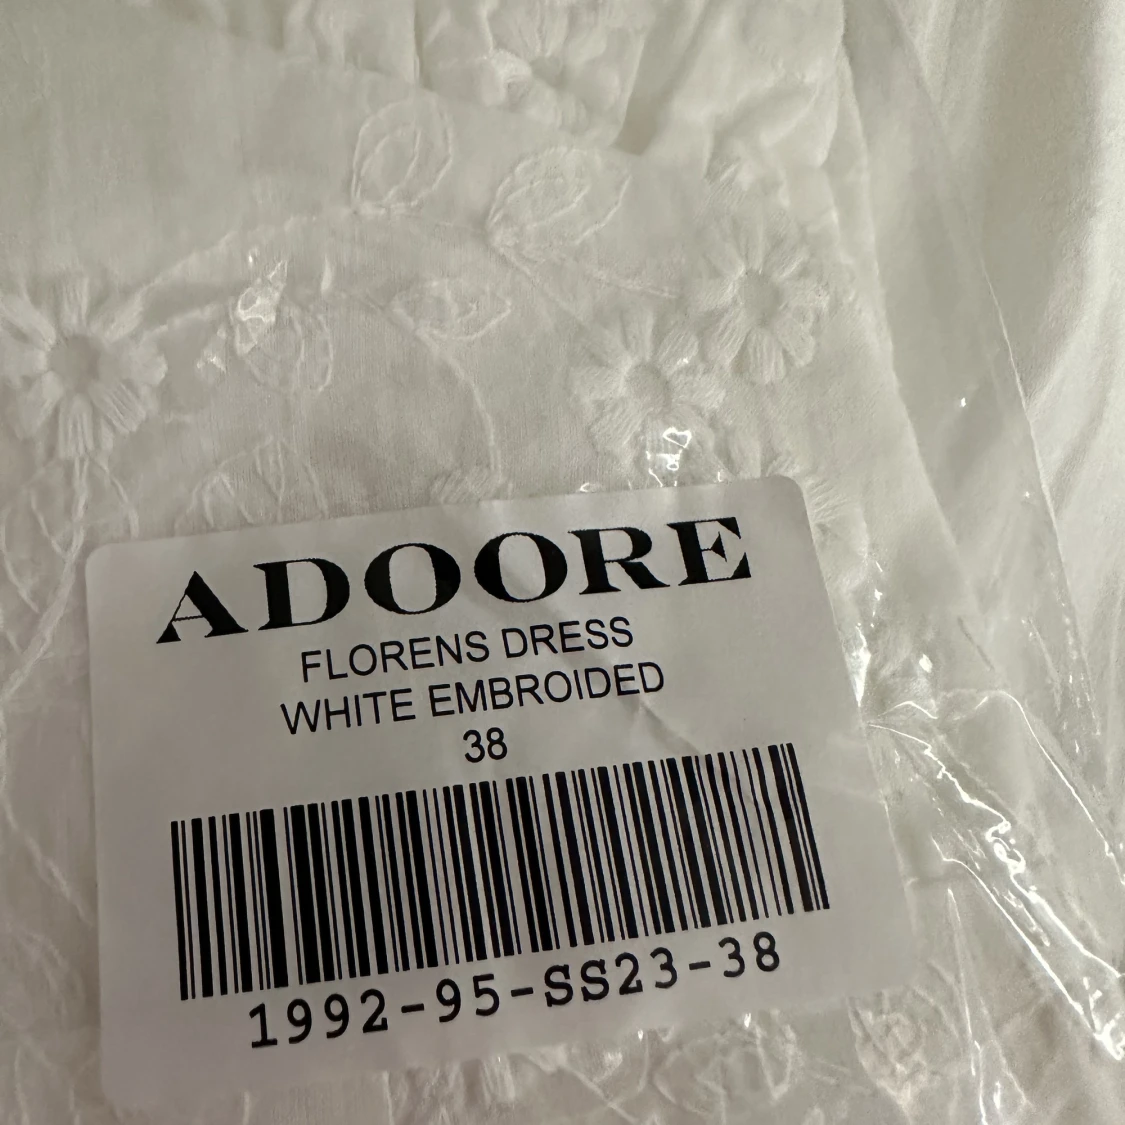 ADOORE
FLORENS DRESS
WHITE EMBROIDED
38
1992-95-SS23-38